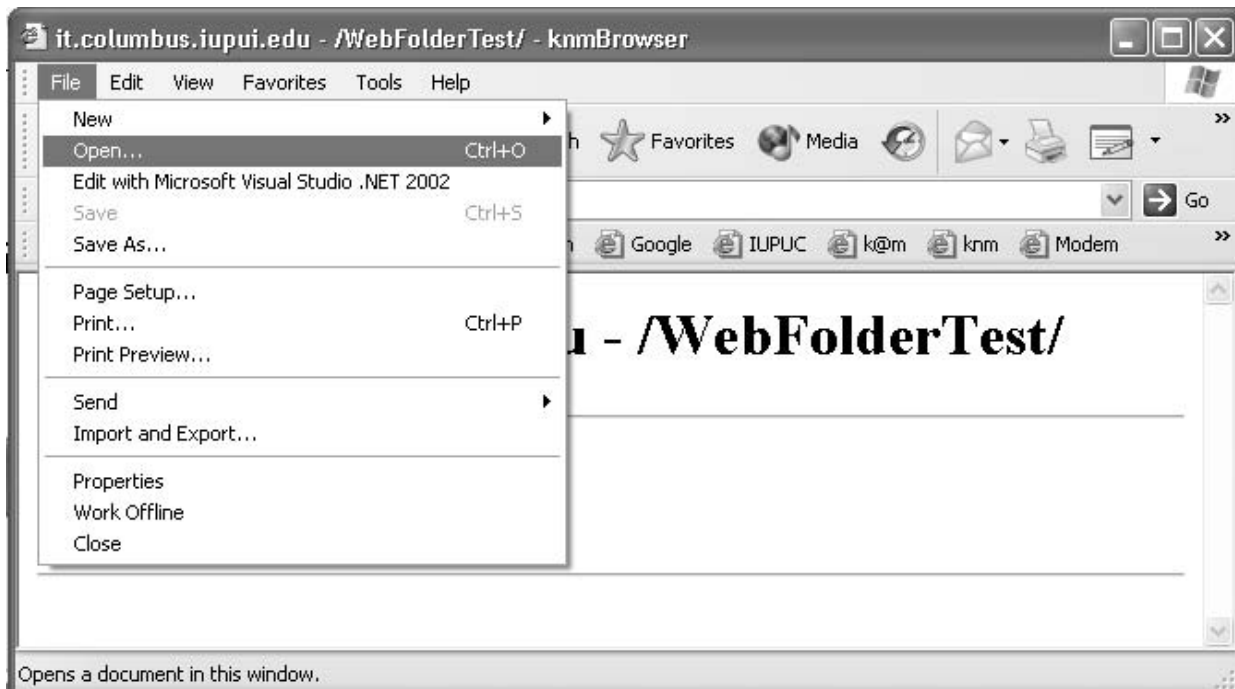 it.columbus.iupui.edu - /WebFolderTest/ - knmBrowser
File Edit View Favorites Tools Help
New
Open... Ctrl+O
Edit with Microsoft Visual Studio .NET 2002
Save Ctrl+S
Save As...
Page Setup...
Print... Ctrl+P
Print Preview...
Send
Import and Export...
Properties
Work Offline
Close
h Favorites Media »
Go
Google IUPUC k@m knm Modem »
u - /WebFolderTest/
Opens a document in this window.